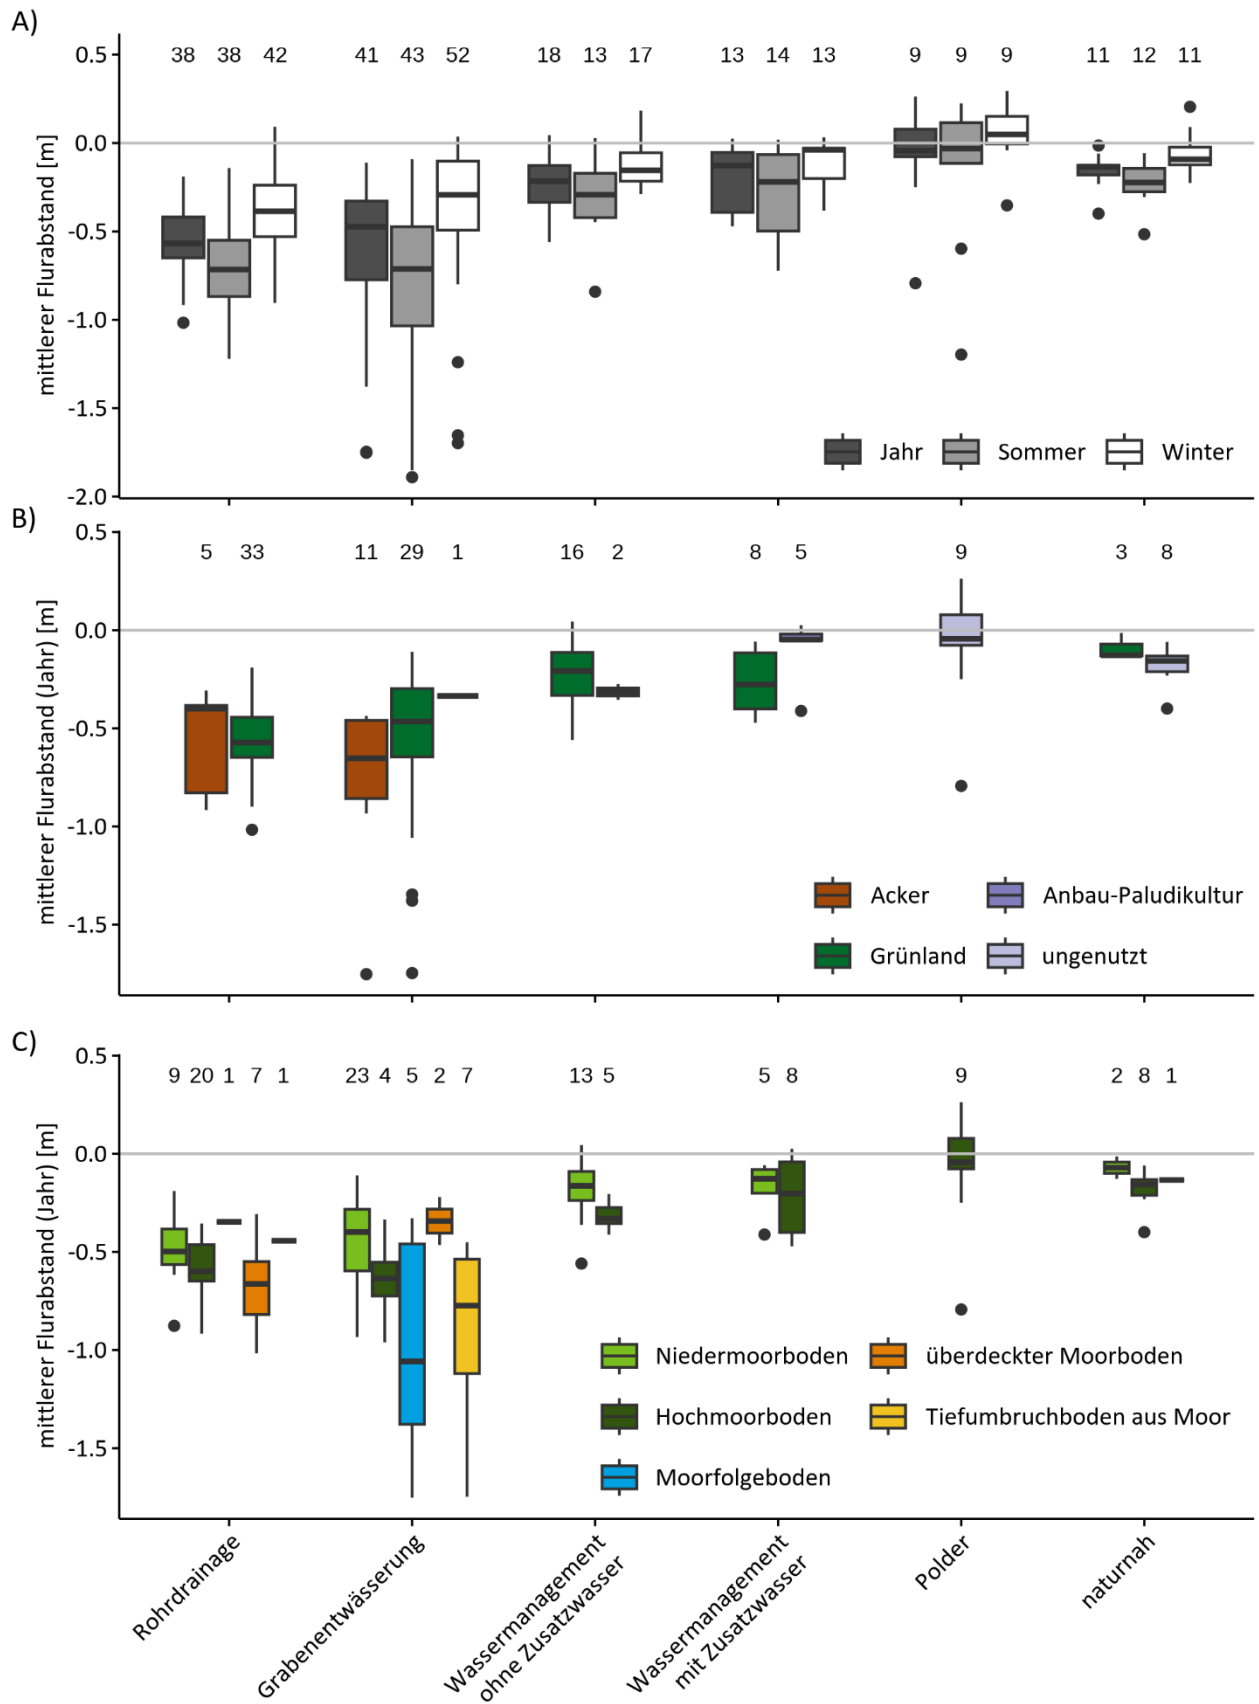 A)
mittlerer Flurabstand [m]
0.5
0.0
-0.5
-1.0
-1.5
-2.0
38 38 42 41 43 52 18 13 17 13 14 13 9 9 9 11 12 11
Jahr Sommer Winter
B)
mittlerer Flurabstand (Jahr) [m]
0.5
0.0
-0.5
-1.0
-1.5
5 33 11 29 1 16 2 8 5 9 3 8
Acker Anbau-Paludikultur
Grünland ungenutzt
C)
mittlerer Flurabstand (Jahr) [m]
0.5
0.0
-0.5
-1.0
-1.5
9 20 1 7 1 23 4 5 2 7 13 5 5 8 9 2 8 1
Niedermoorboden überdeckter Moorboden
Hochmoorboden Tiefumbruchboden aus Moor
Moorfolgeboden
Rohrdrainage
Grabenentwässerung
Wassermanagement
ohne Zusatzwasser
Wassermanagement
mit Zusatzwasser
Polder
naturnah